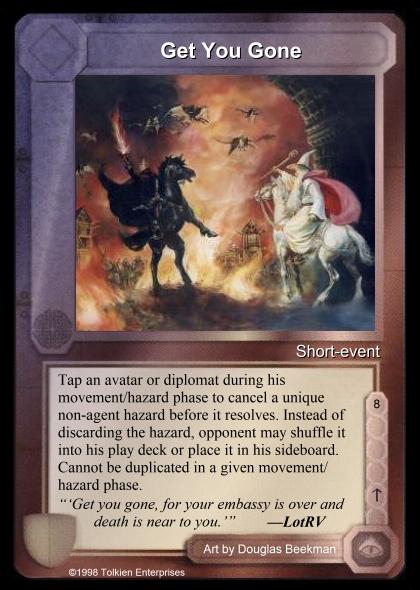 Get You Gone
Short-event
Tap an avatar or diplomat during his
movement/hazard phase to cancel a unique
non-agent hazard before it resolves. Instead of
discarding the hazard, opponent may shuffle it
into his play deck or place it in his sideboard.
Cannot be duplicated in a given movement/
hazard phase.
“‘Get you gone, for your embassy is over and
death is near to you.’” —LotRV
8
Art by Douglas Beekman
©1998 Tolkien Enterprises